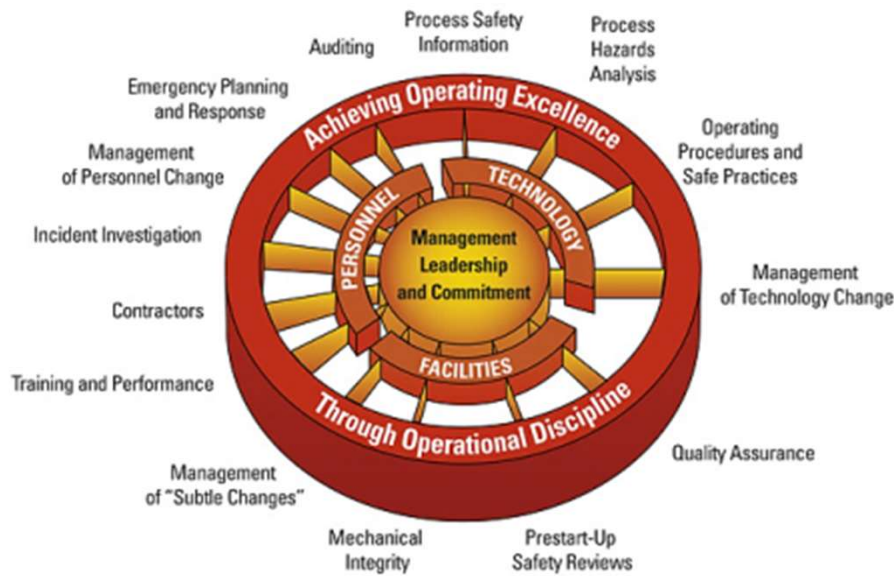 Process Safety
Information
Process
Hazards
Analysis
Auditing
Emergency Planning
and Response
Achieving Operating Excellence
Operating
Procedures and
Safe Practices
Management
of Personnel Change
TECHNOLOGY
PERSONNEL
Incident Investigation
Management
Leadership
and Commitment
Management
of Technology Change
Contractors
FACILITIES
Training and Performance
Through Operational Discipline
Quality Assurance
Management
of "Subtle Changes"
Mechanical
Integrity
Prestart-Up
Safety Reviews